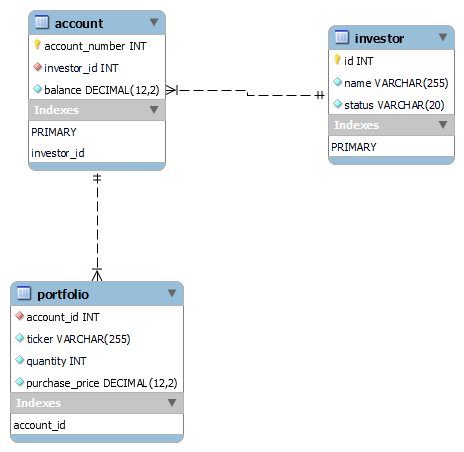 account
account_number INT
investor_id INT
balance DECIMAL(12,2)
Indexes
PRIMARY
investor_id
investor
id INT
name VARCHAR(255)
status VARCHAR(20)
Indexes
PRIMARY
portfolio
account_id INT
ticker VARCHAR(255)
quantity INT
purchase_price DECIMAL(12,2)
Indexes
account_id